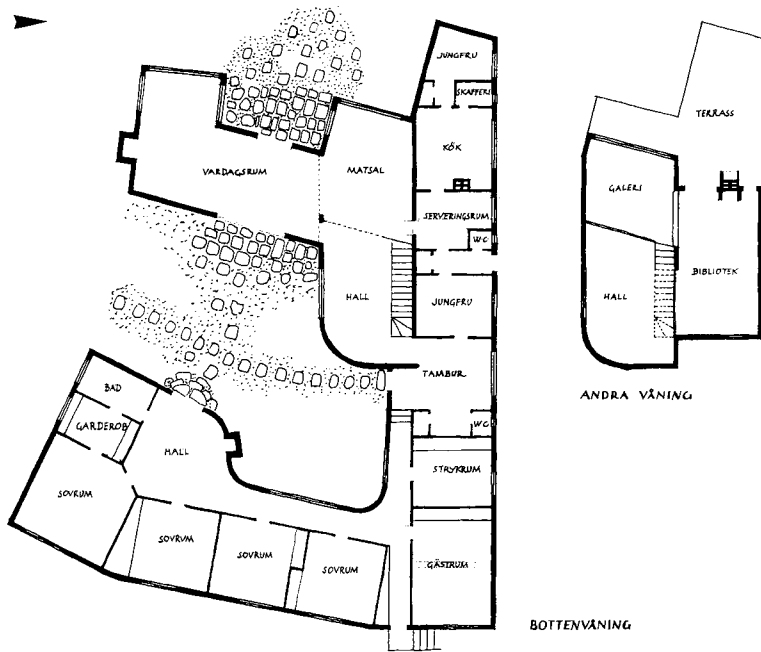 JUNGFRU
SKAFFERI
KÖK
VARDAGSRUM
MATSAL
SERVERINGSRUM
WC
HALL
JUNGFRU
TAMBUR
BAD
GARDEROB
HALL
WC
STRYKRUM
SOVRUM
SOVRUM
SOVRUM
SOVRUM
GÄSTRUM
BOTTENVÅNING
TERRASS
GALERI
BIBLIOTEK
HALL
ANDRA VÅNING